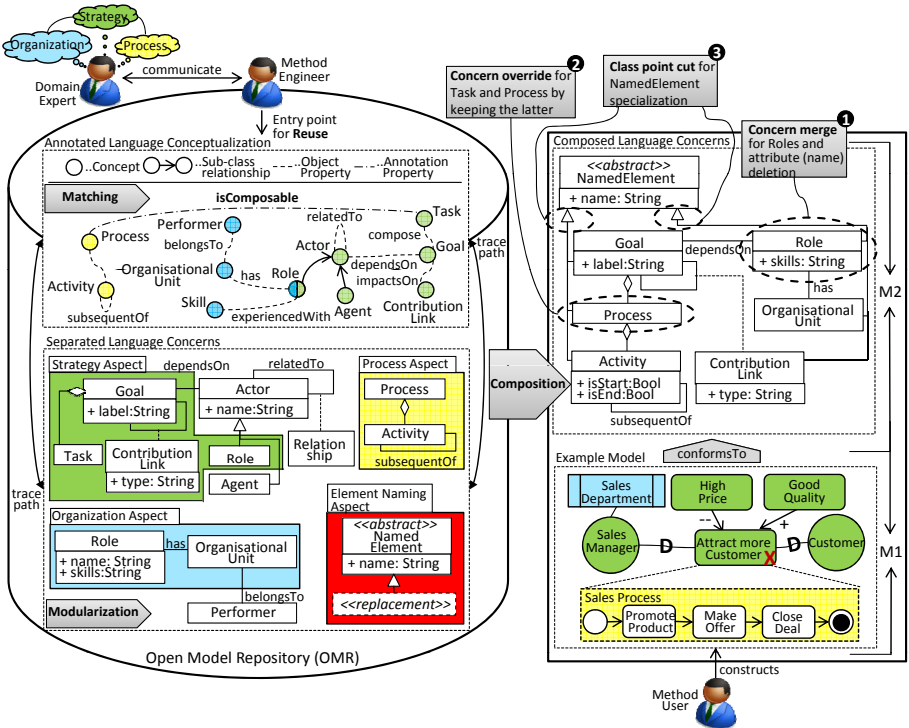 Strategy
Organization
Process
Domain
Expert
communicate
Method
Engineer
Entry point
for Reuse
Annotated Language Conceptualization
..Concept
..Sub-class
relationship
..Object
Property
..Annotation
Property
Matching
isComposable
Process
Activity
subsequentOf
Performer
belongsTo
Organisational
Unit
has
Skill
experiencedWith
Role
relatedTo
Actor
Agent
dependsOn
impactsOn
Task
compose
Goal
Contribution
Link
trace
path
Separated Language Concerns
Strategy Aspect
dependsOn
relatedTo
Goal
+ label:String
Actor
+ name:String
Task
Contribution
Link
+ type: String
Role
Agent
Relation
ship
Process Aspect
Process
Activity
subsequentOf
trace
path
Organization Aspect
Role
+ name: String
+ skills:String
has
Organisational
Unit
belongsTo
Performer
Element Naming
Aspect
<<abstract>>
Named
Element
+ name: String
<<replacement>>
Modularization
Open Model Repository (OMR)
Composition
2
Concern override for
Task and Process by
keeping the latter
3
Class point cut for
NamedElement
specialization
1
Concern merge
for Roles and
attribute (name)
deletion
Composed Language Concerns
<<abstract>>
NamedElement
+ name: String
Goal
+ label:String
dependsOn
Role
+ skills: String
has
Process
Organisational
Unit
Activity
+ isStart:Bool
+ isEnd:Bool
subsequentOf
Contribution
Link
+ type: String
M2
conformsTo
Example Model
Sales
Department
High
Price
Good
Quality
--
+
Sales
Manager
D
Attract more
Customer
X
D
Customer
M1
Sales Process
Promote
Product
Make
Offer
Close
Deal
constructs
Method
User